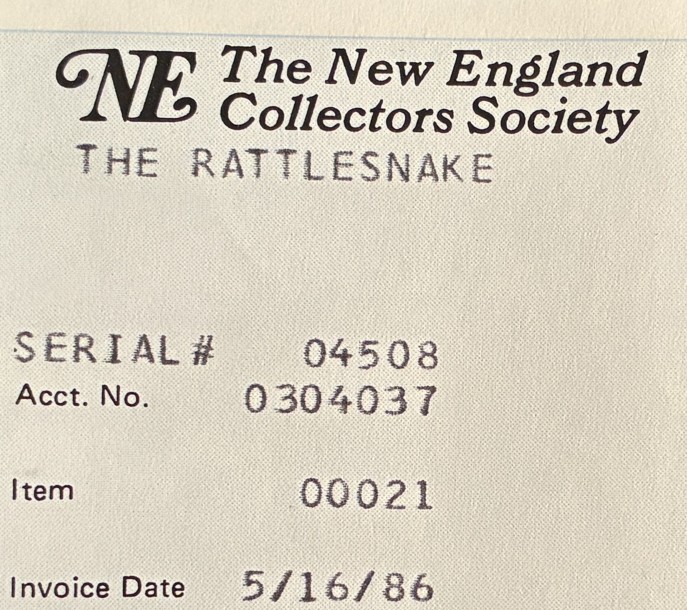 NE The New England
Collectors Society
THE RATTLESNAKE
SERIAL# 04508
Acct. No. 0304037
Item 00021
Invoice Date 5/16/86